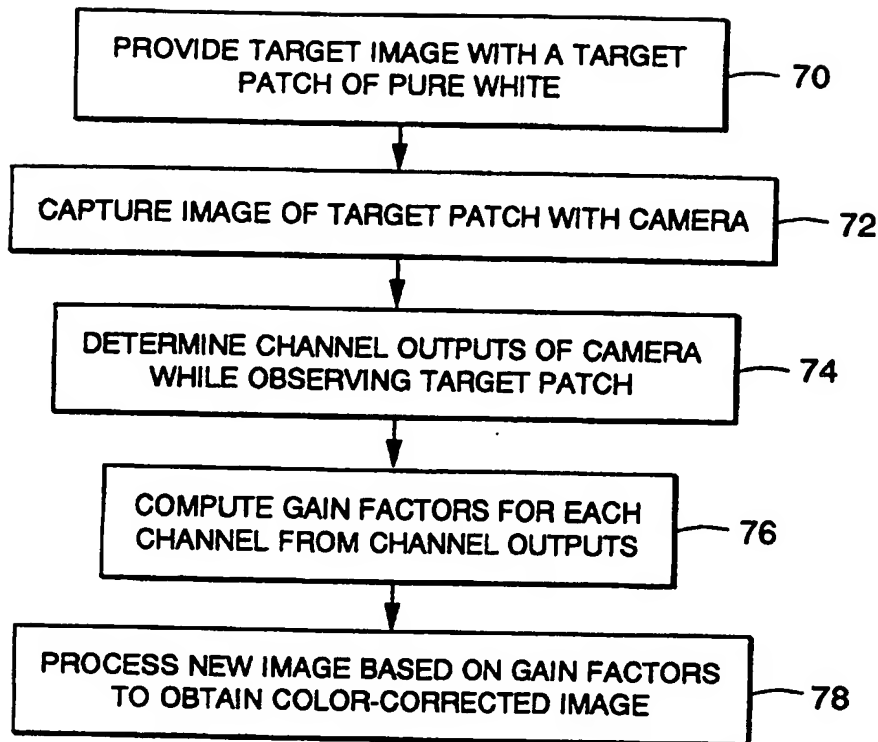 PROVIDE TARGET IMAGE WITH A TARGET
PATCH OF PURE WHITE
70
CAPTURE IMAGE OF TARGET PATCH WITH CAMERA
72
DETERMINE CHANNEL OUTPUTS OF CAMERA
WHILE OBSERVING TARGET PATCH
74
COMPUTE GAIN FACTORS FOR EACH
CHANNEL FROM CHANNEL OUTPUTS
76
PROCESS NEW IMAGE BASED ON GAIN FACTORS
TO OBTAIN COLOR-CORRECTED IMAGE
78